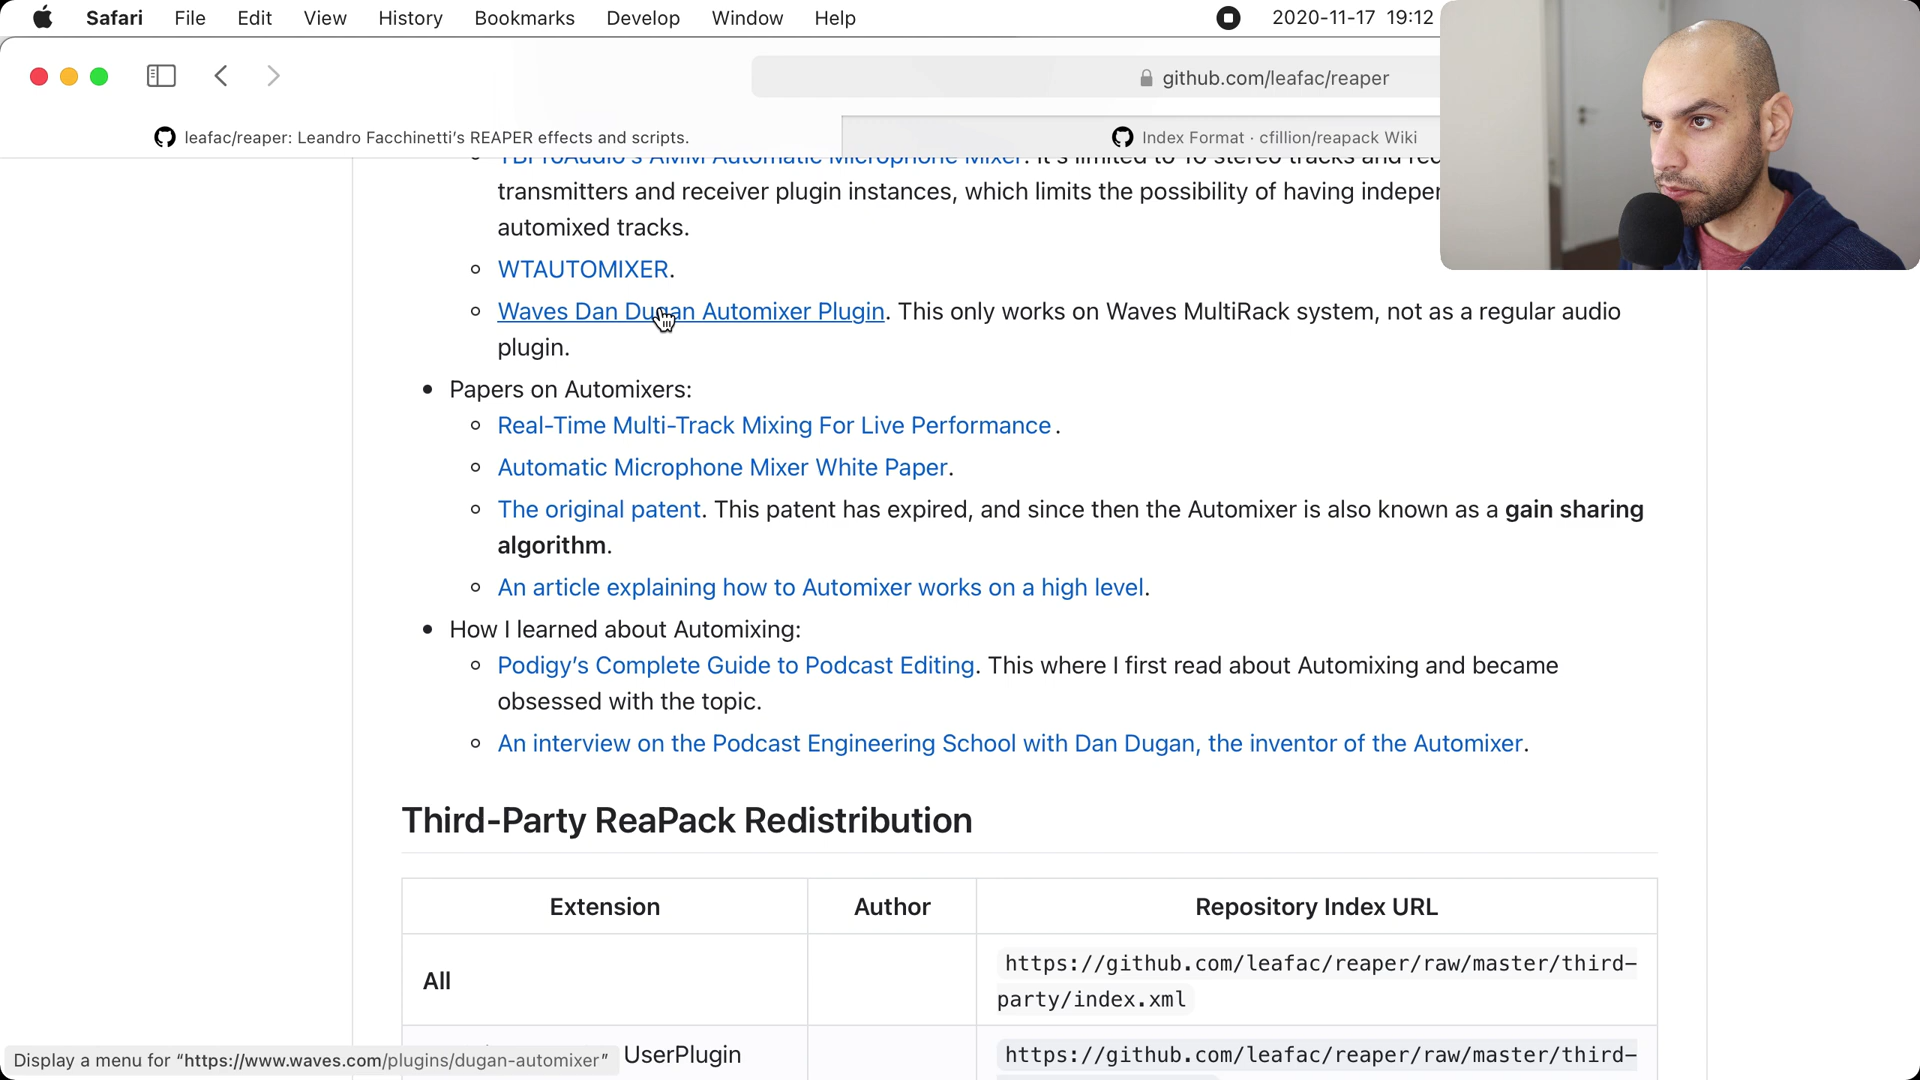 Safari File Edit View History Bookmarks Develop Window Help 2020-11-17 19:12
github.com/leafac/reaper
leafac/reaper: Leandro Facchinetti’s REAPER effects and scripts.
Index Format · cfillion/reapack Wiki
TBProAudio’s AMM Automatic Microphone Mixer. It’s limited to 16 stereo tracks and
transmitters and receiver plugin instances, which limits the possibility of having
automixed tracks.
WTAUTOMIXER.
Waves Dan Dugan Automixer Plugin. This only works on Waves MultiRack system, not as a regular audio
plugin.
Papers on Automixers:
Real-Time Multi-Track Mixing For Live Performance.
Automatic Microphone Mixer White Paper.
The original patent. This patent has expired, and since then the Automixer is also known as a gain sharing
algorithm.
An article explaining how to Automixer works on a high level.
How I learned about Automixing:
Podigy’s Complete Guide to Podcast Editing. This where I first read about Automixing and became
obsessed with the topic.
An interview on the Podcast Engineering School with Dan Dugan, the inventor of the Automixer.
Third-Party ReaPack Redistribution
Extension Author Repository Index URL
All
https://github.com/leafac/reaper/raw/master/third-
party/index.xml
UserPlugin
https://github.com/leafac/reaper/raw/master/third-
Display a menu for “https://www.waves.com/plugins/dugan-automixer”